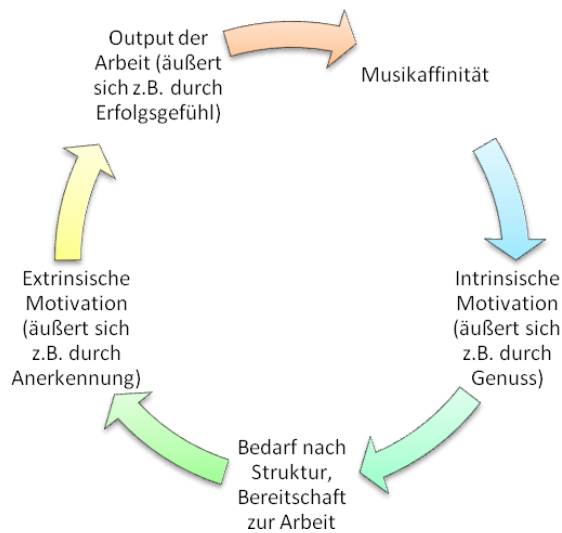 Output der
Arbeit (äußert
sich z.B. durch
Erfolgsgefühl)
Musikaffinität
Intrinsische
Motivation
(äußert sich
z.B. durch
Genuss)
Bedarf nach
Struktur,
Bereitschaft
zur Arbeit
Extrinsische
Motivation
(äußert sich
z.B. durch
Anerkennung)